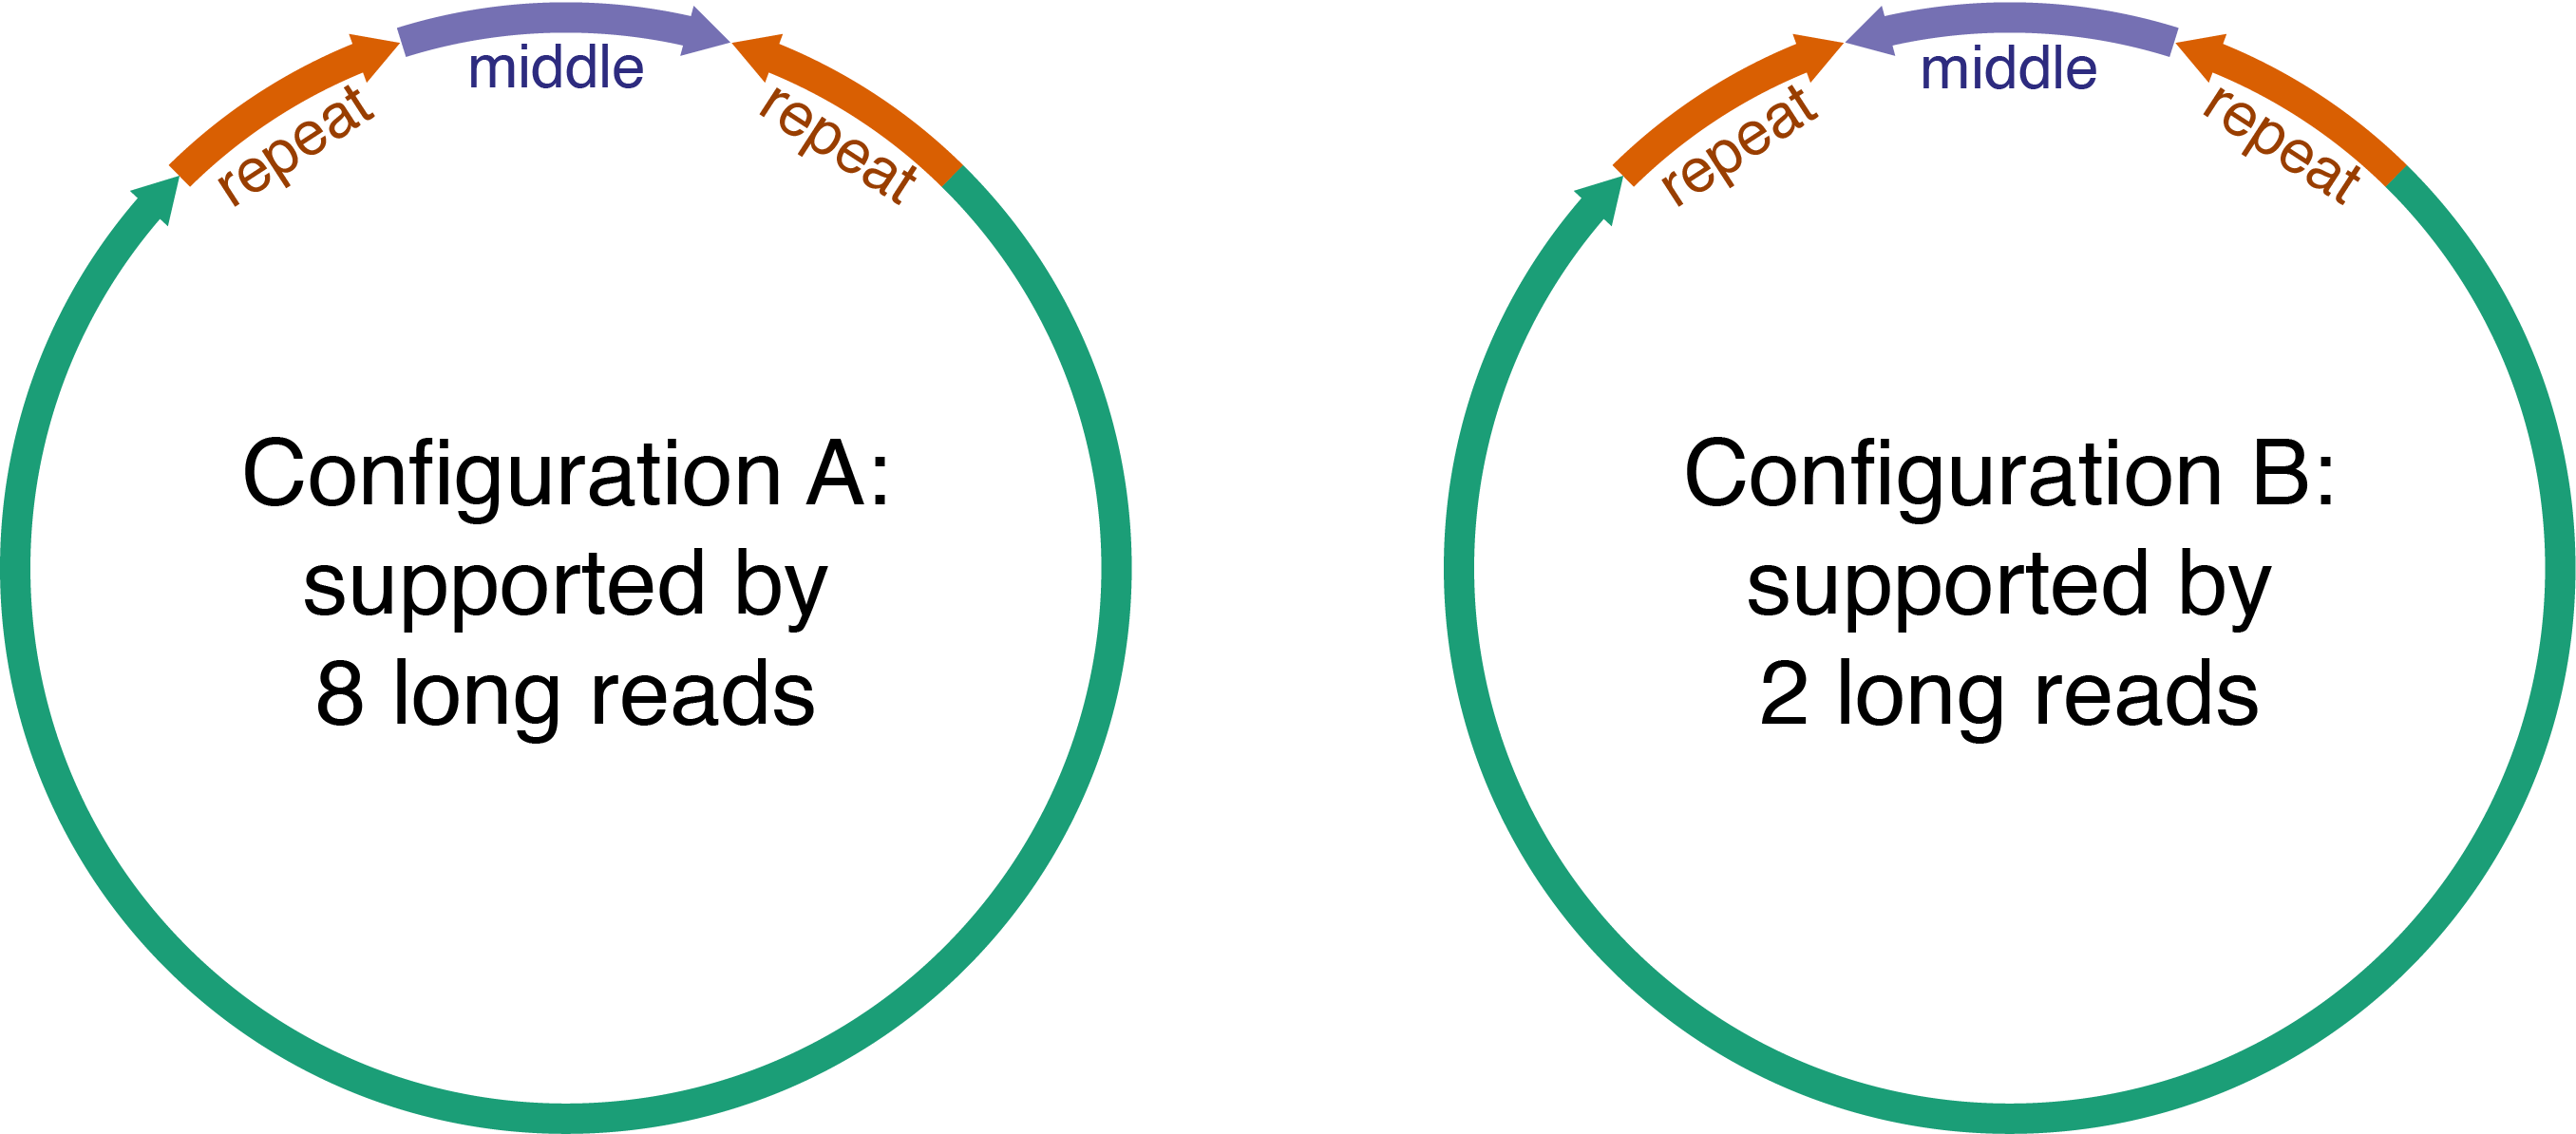 repeat
middle
repeat
Configuration A:
supported by
8 long reads
repeat
middle
repeat
Configuration B:
supported by
2 long reads